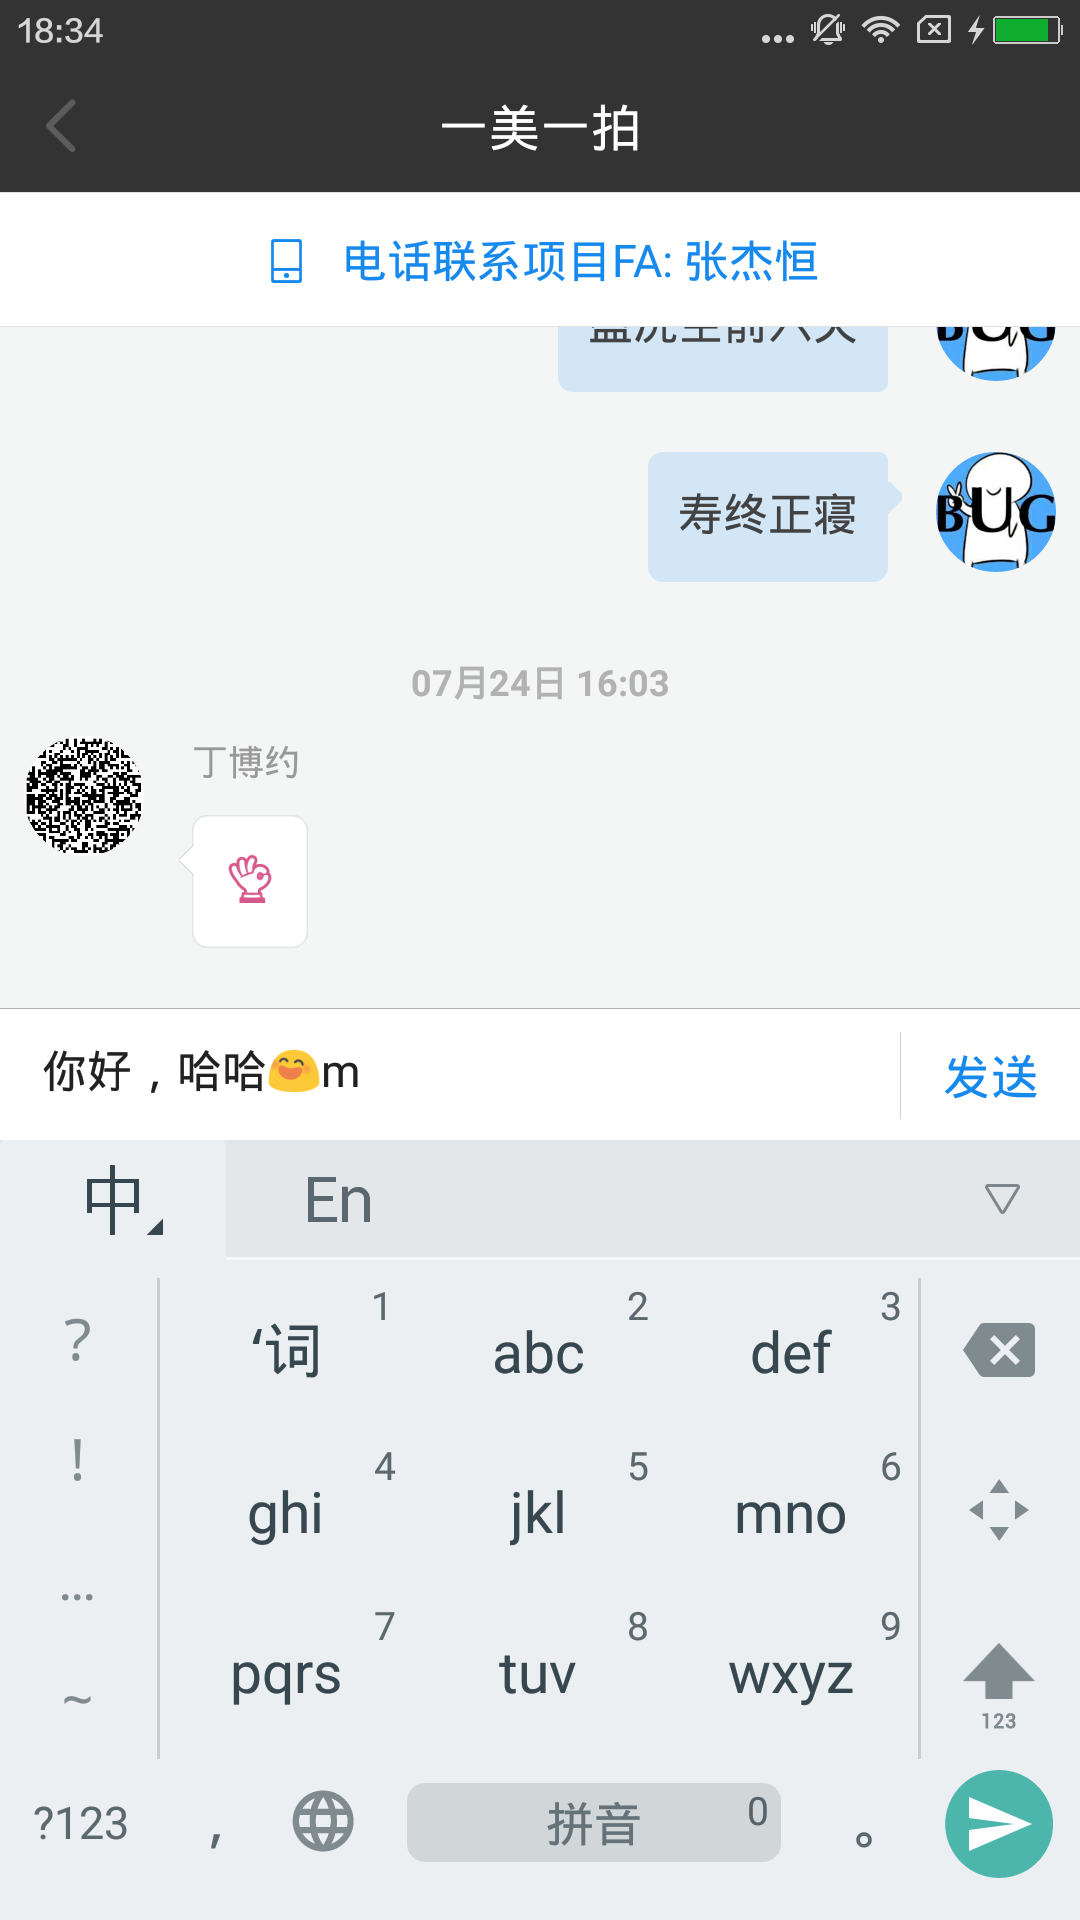 18:34
一美一拍
电话联系项目FA: 张杰恒
寿终正寝
BUG
07月24日 16:03
丁博约
你好，哈哈😄m
发送
中 En
? ‘词 1 abc 2 def 3
! ghi 4 jkl 5 mno 6
… pqrs 7 tuv 8 wxyz 9
~ 123
?123 , 拼音 0 。